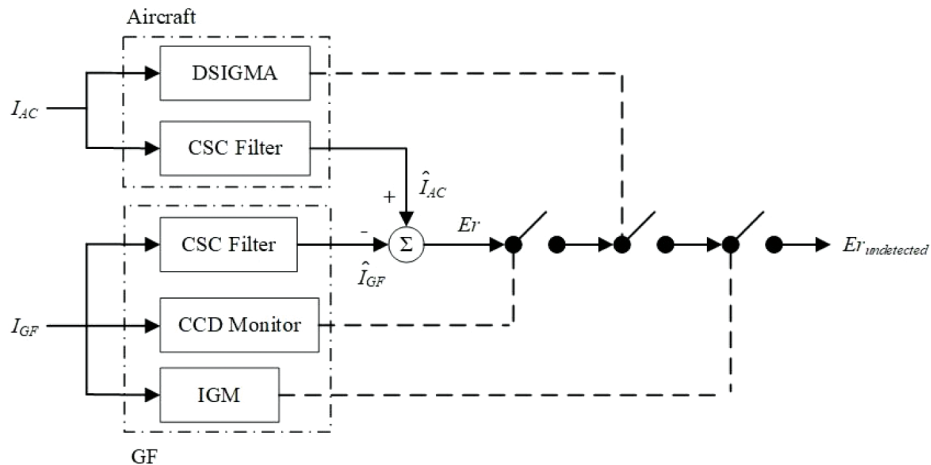 Aircraft
DSIGMA
I_AC
CSC Filter
Î_AC
+
CSC Filter
-
Σ
Er
Er_undetected
Î_GF
I_GF
CCD Monitor
IGM
GF